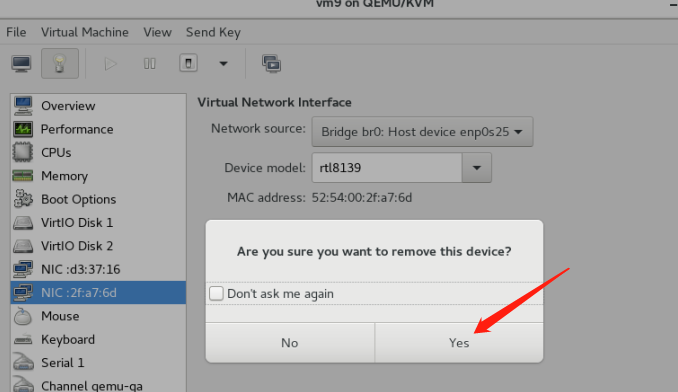 vm9 on QEMU/KVM
File Virtual Machine View Send Key
Overview
Performance
CPUs
Memory
Boot Options
VirtIO Disk 1
VirtIO Disk 2
NIC :d3:37:16
NIC :2f:a7:6d
Mouse
Keyboard
Serial 1
Channel qemu-ga
Virtual Network Interface
Network source: Bridge br0: Host device enp0s25
Device model: rtl8139
MAC address: 52:54:00:2f:a7:6d
Are you sure you want to remove this device?
Don't ask me again
No Yes